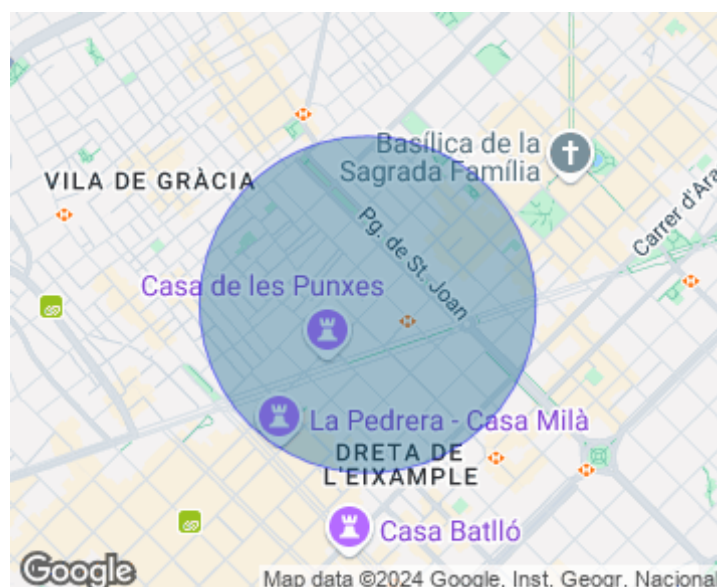 Basílica de la
Sagrada Família
VILA DE GRÀCIA
Carrer d'Ara
Pg. de St. Joan
Casa de les Punxes
La Pedrera - Casa Milà
DRETA DE
L'EIXAMPLE
Casa Batlló
Google
Map data ©2024 Google, Inst. Geogr. Nacional